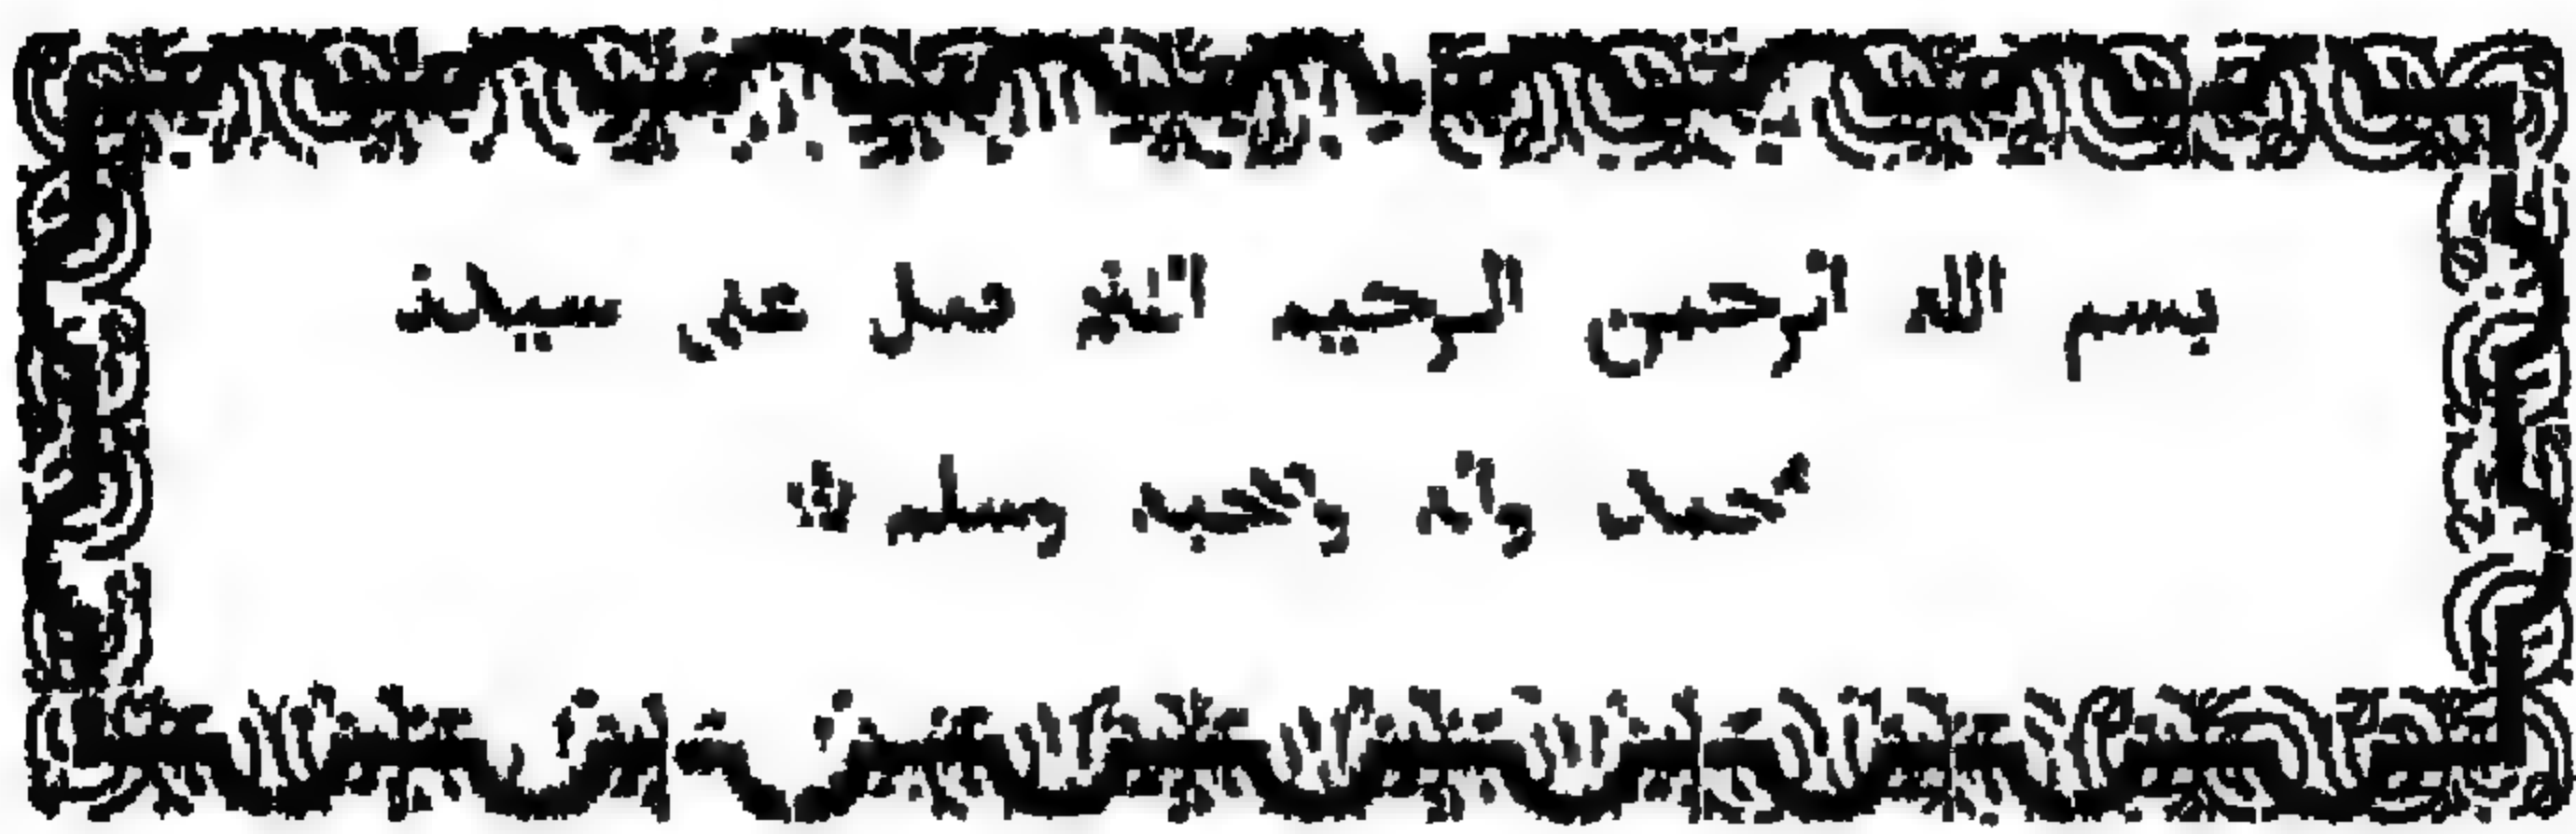 بسم الله الرحمن الرحيم اللهم صل على سيدنا
محمد وآله وصحبه وسلم